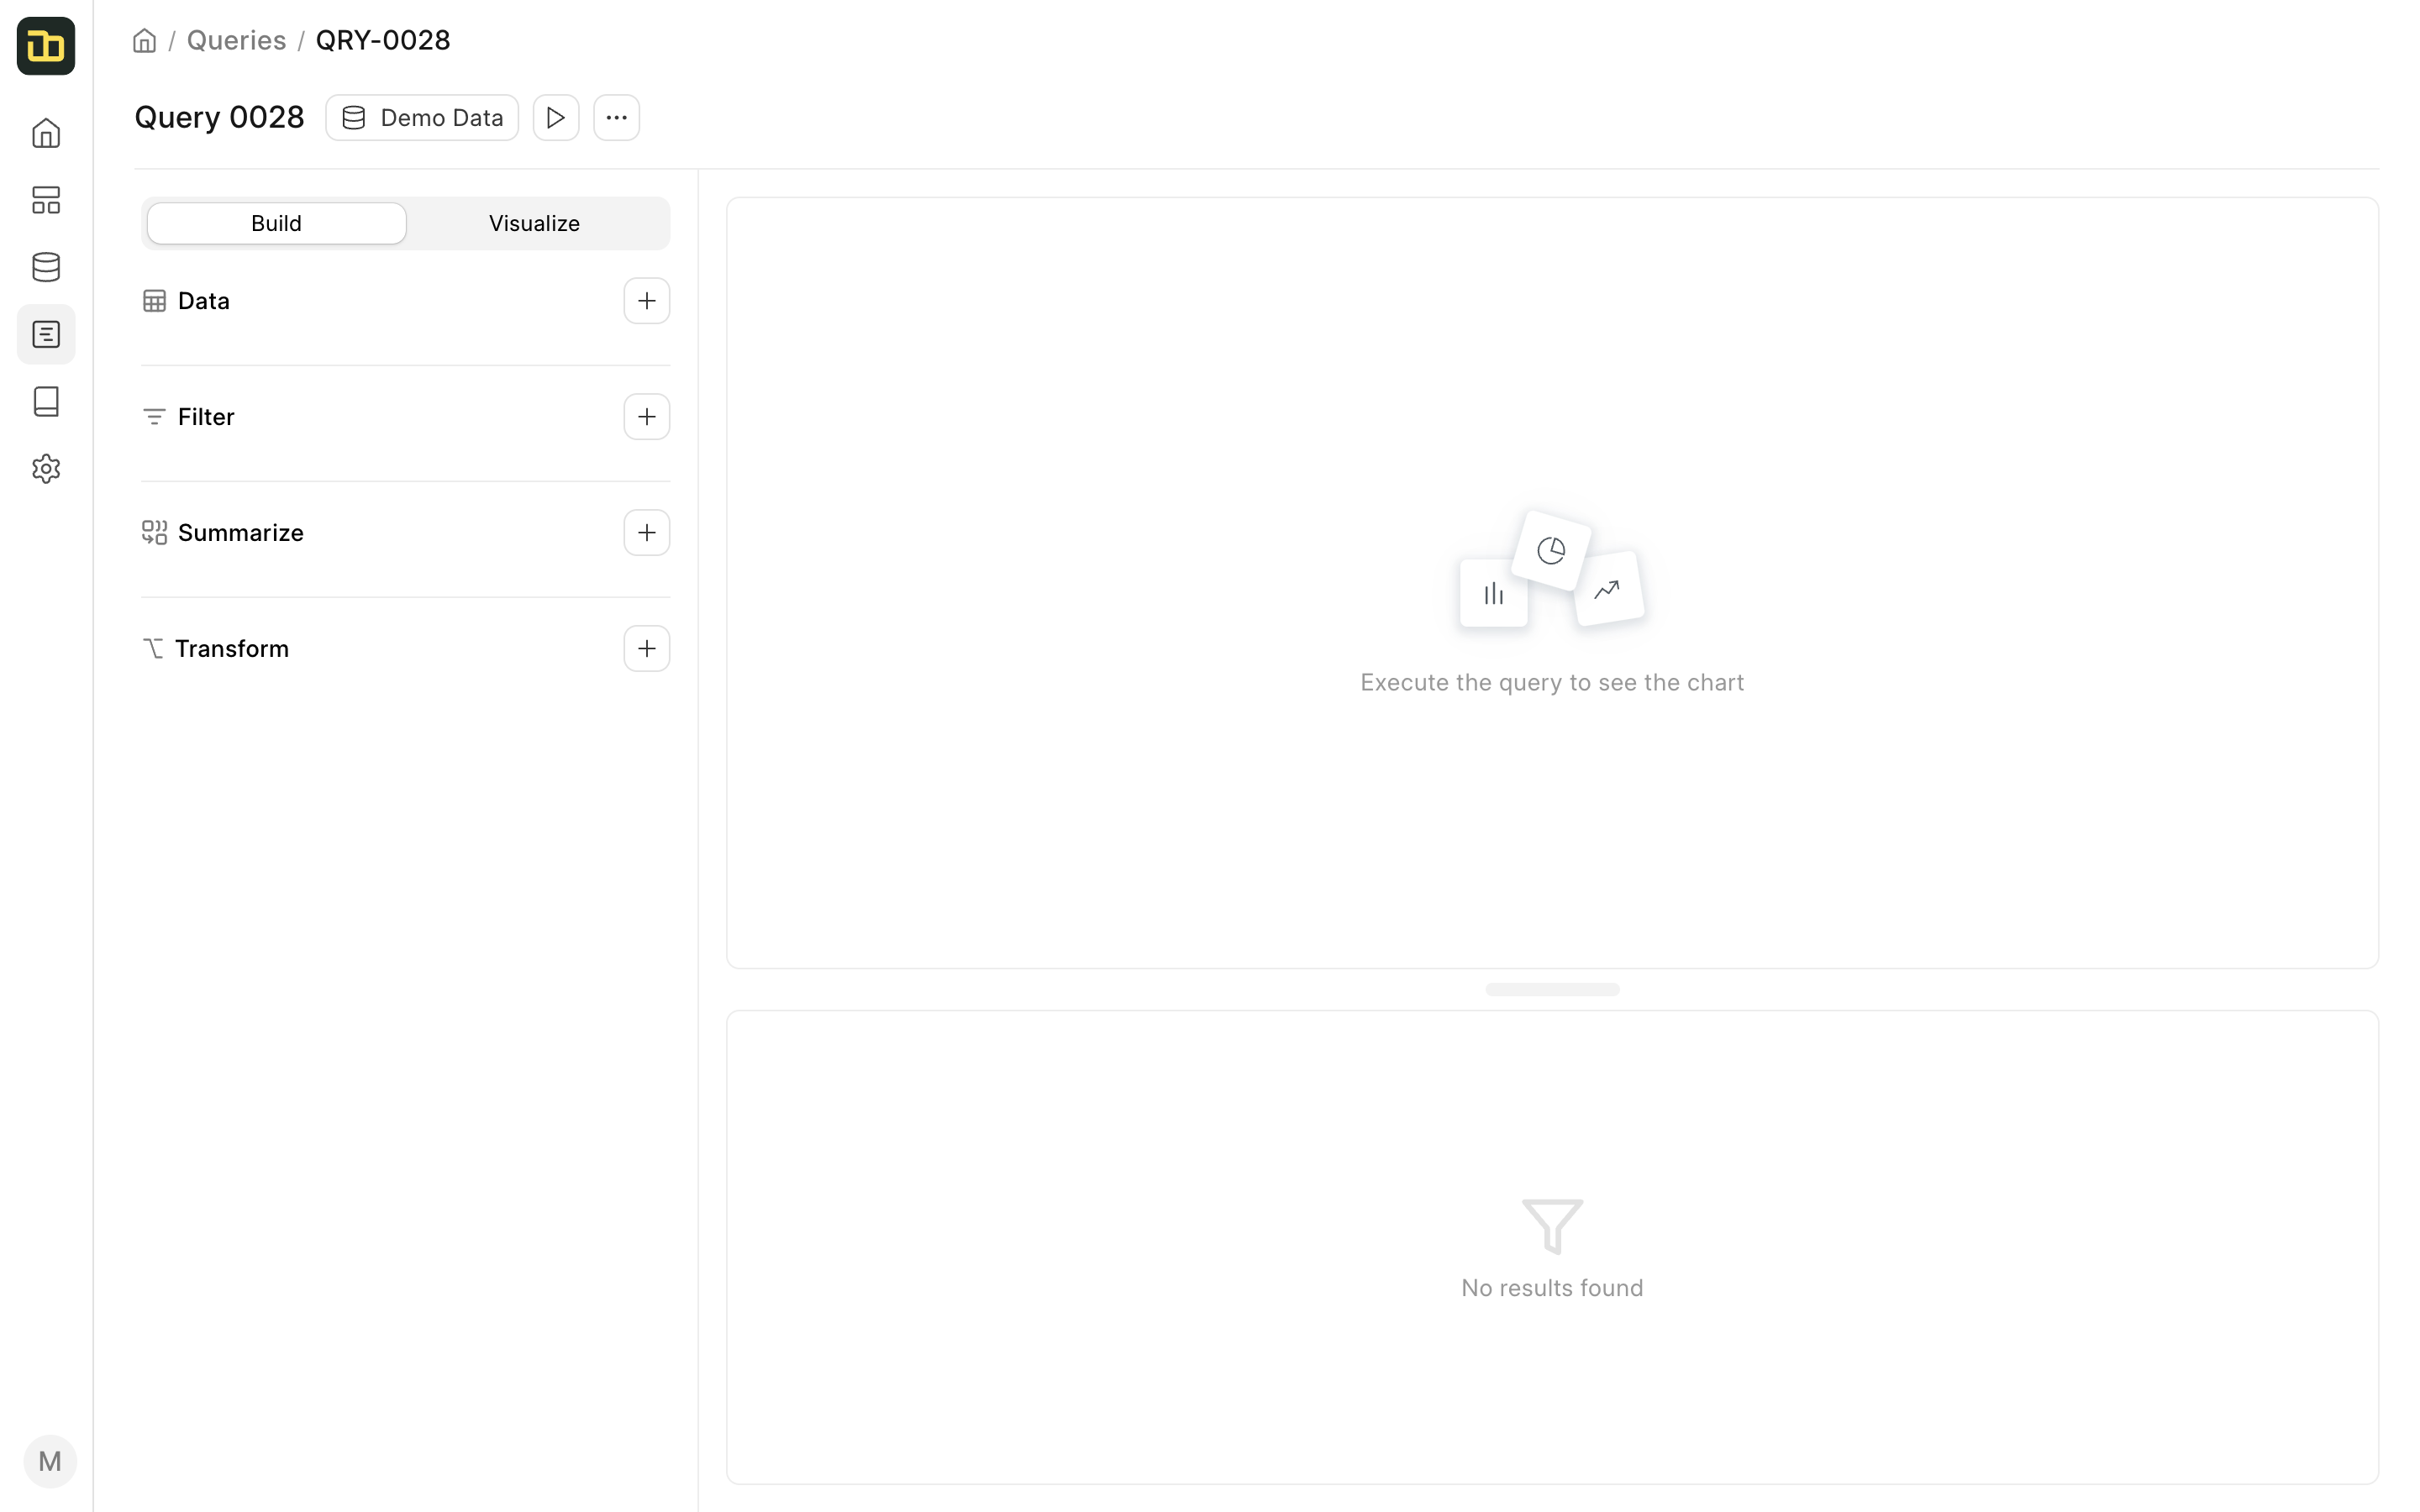 / Queries / QRY-0028
Query 0028
Demo Data
Build
Visualize
Data
Filter
Summarize
Transform
Execute the query to see the chart
No results found
M